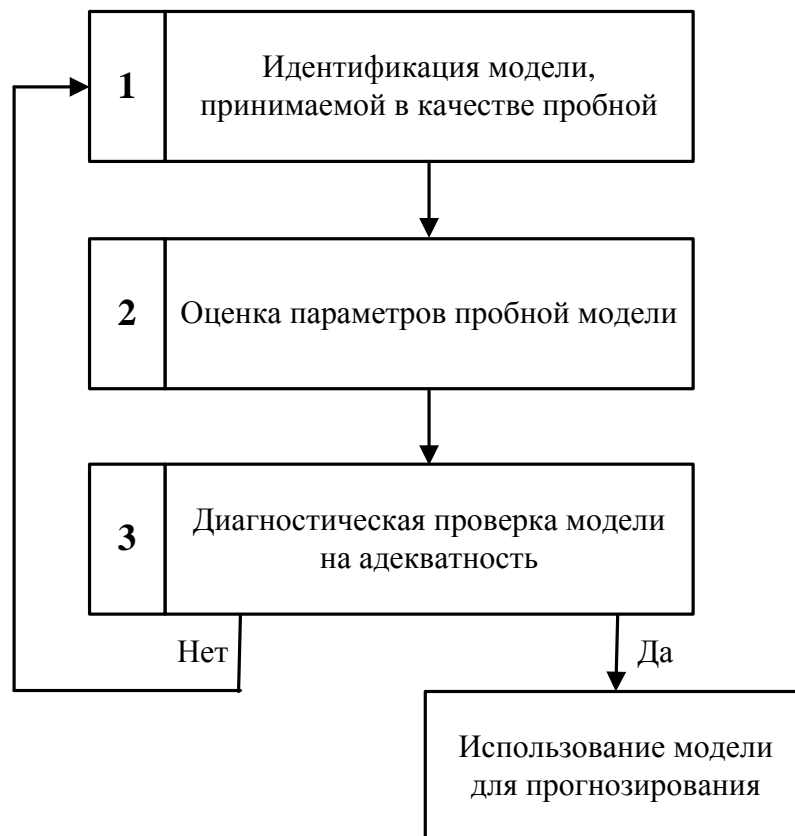 1
Идентификация модели,
принимаемой в качестве пробной
2
Оценка параметров пробной модели
3
Диагностическая проверка модели
на адекватность
Нет
Да
Использование модели
для прогнозирования